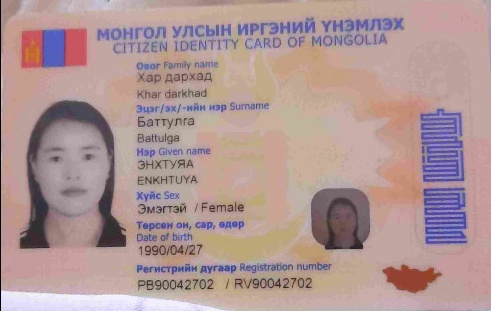 МОНГОЛ УЛСЫН ИРГЭНИЙ ҮНЭМЛЭХ
CITIZEN IDENTITY CARD OF MONGOLIA
Овог Family name
Хар дархад
Khar darkhad
Эцэг/эх/-ийн нэр Surname
Баттулга
Battulga
Нэр Given name
ЭНХТУЯА
ENKHTUYA
Хүйс Sex
Эмэгтэй / Female
Төрсөн он, сар, өдөр
Date of birth
1990/04/27
Регистрийн дугаар Registration number
РВ90042702 / RV90042702